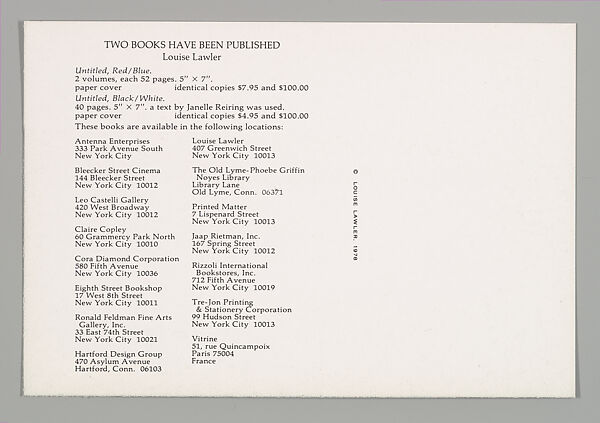 TWO BOOKS HAVE BEEN PUBLISHED
Louise Lawler
Untitled, Red/Blue.
2 volumes, each 52 pages. 5" × 7".
paper cover identical copies $7.95 and $100.00
Untitled, Black/White.
40 pages. 5" × 7". a text by Janelle Reiring was used.
paper cover identical copies $4.95 and $100.00
These books are available in the following locations:
Antenna Enterprises
333 Park Avenue South
New York City
Bleecker Street Cinema
144 Bleecker Street
New York City 10012
Leo Castelli Gallery
420 West Broadway
New York City 10012
Claire Copley
60 Grammercy Park North
New York City 10010
Cora Diamond Corporation
580 Fifth Avenue
New York City 10036
Eighth Street Bookshop
17 West 8th Street
New York City 10011
Ronald Feldman Fine Arts
Gallery, Inc.
33 East 74th Street
New York City 10021
Hartford Design Group
470 Asylum Avenue
Hartford, Conn. 06103
Louise Lawler
407 Greenwich Street
New York City 10013
The Old Lyme-Phoebe Griffin
Noyes Library
Library Lane
Old Lyme, Conn. 06371
Printed Matter
7 Lispenard Street
New York City 10013
Jaap Rietman, Inc.
167 Spring Street
New York City 10012
Rizzoli International
Bookstores, Inc.
712 Fifth Avenue
New York City 10019
Tre-Jon Printing
& Stationery Corporation
99 Hudson Street
New York City 10013
Vitrine
51, rue Quincampoix
Paris 75004
France
© LOUISE LAWLER, 1978